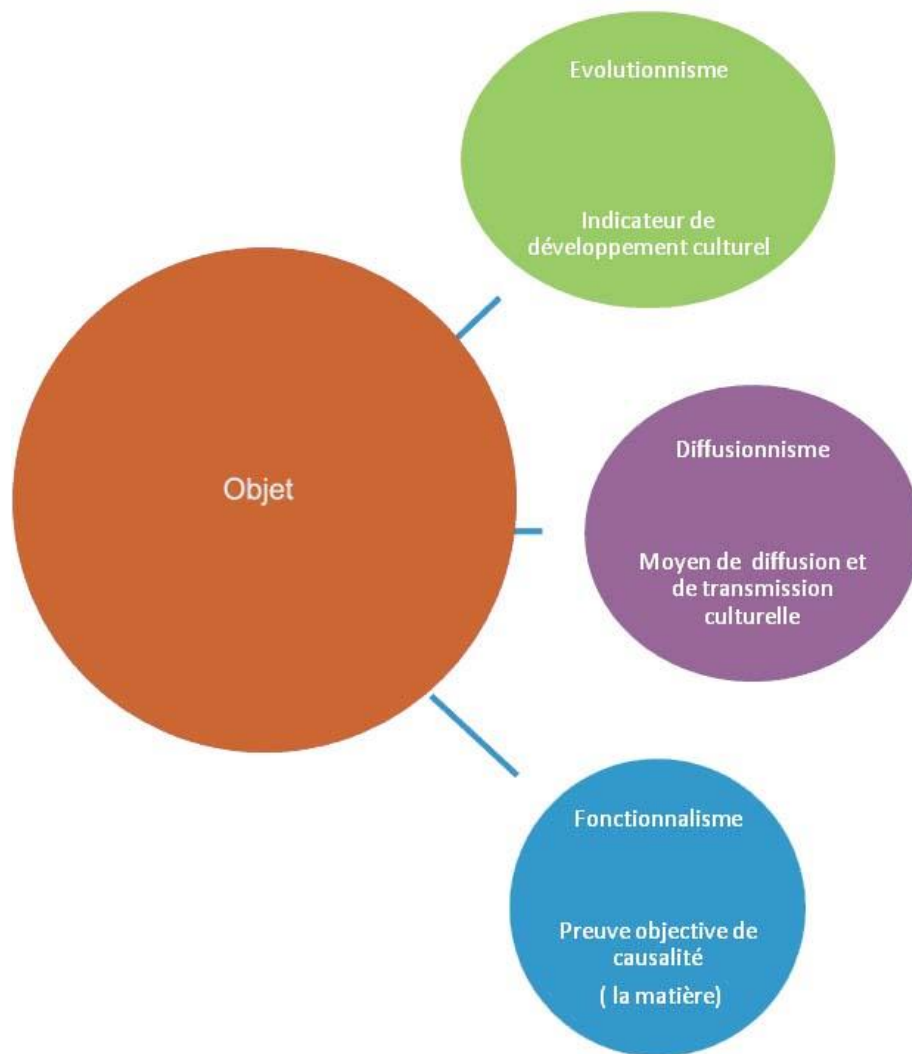 Evolutionnisme
Indicateur de
développement culturel
Objet
Diffusionnisme
Moyen de diffusion et
de transmission
culturelle
Fonctionnalisme
Preuve objective de
causalité
( la matière)